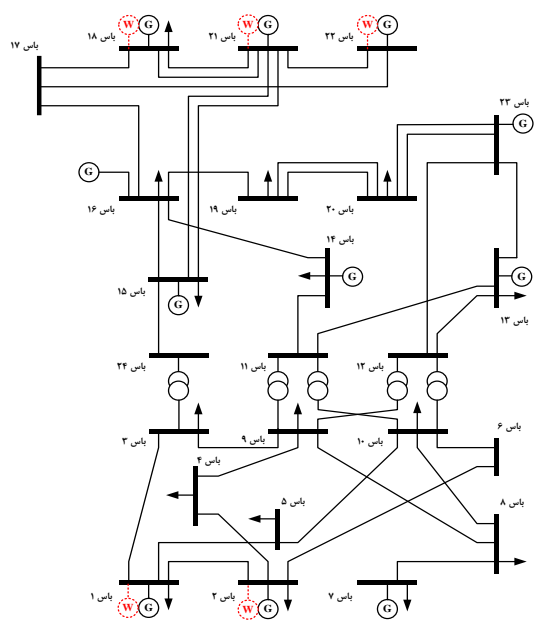 W G W G W G
باس ۱۸ باس ۲۱ باس ۲۲
باس ۱۷
باس ۲۳
G
G
باس ۱۶ باس ۱۹ باس ۲۰
باس ۱۴
G G
باس ۱۵
G
باس ۱۳
باس ۲۴ باس ۱۱ باس ۱۲
باس ۶
باس ۳ باس ۹ باس ۱۰
باس ۴
باس ۵ باس ۸
باس ۱ باس ۲ باس ۷
W G W G G